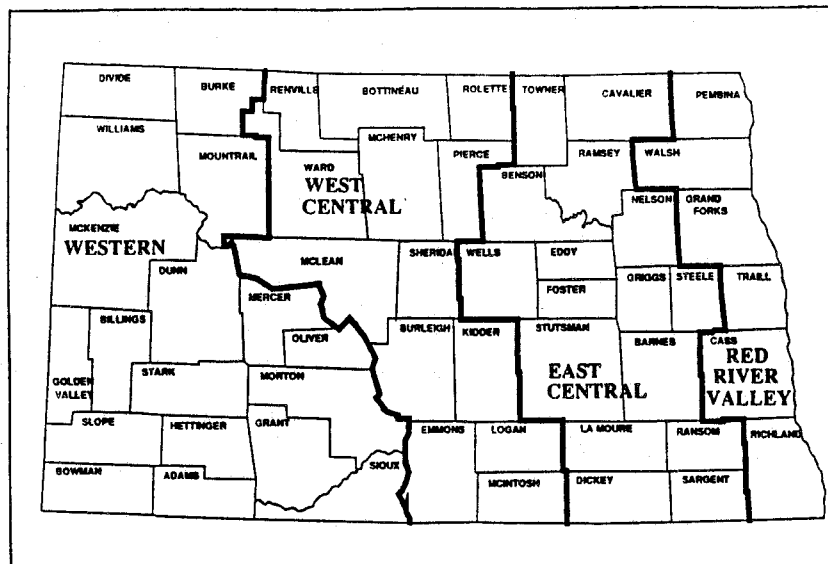 DIVIDE
BURKE
RENVILLE
BOTTINEAU
ROLETTE
TOWNER
CAVALIER
PEMBINA
WILLIAMS
MCHENRY
MOUNTRAIL
WARD
PIERCE
BENSON
RAMSEY
WALSH
WEST
CENTRAL
NELSON
GRAND
FORKS
MCKENZIE
WESTERN
MCLEAN
SHERIDA
WELLS
EDDY
DUNN
GRIGGS
STEELE
TRAILL
MERCER
FOSTER
BILLINGS
OLIVER
BURLEIGH
KIDDER
STUTSMAN
BARNES
CASS
GOLDEN
VALLEY
STARK
MORTON
EAST
CENTRAL
RED
RIVER
VALLEY
SLOPE
HETTINGER
GRANT
EMMONS
LOGAN
LA MOURE
RANSOM
RICHLAND
BOWMAN
ADAMS
SIOUX
MCINTOSH
DICKEY
SARGENT